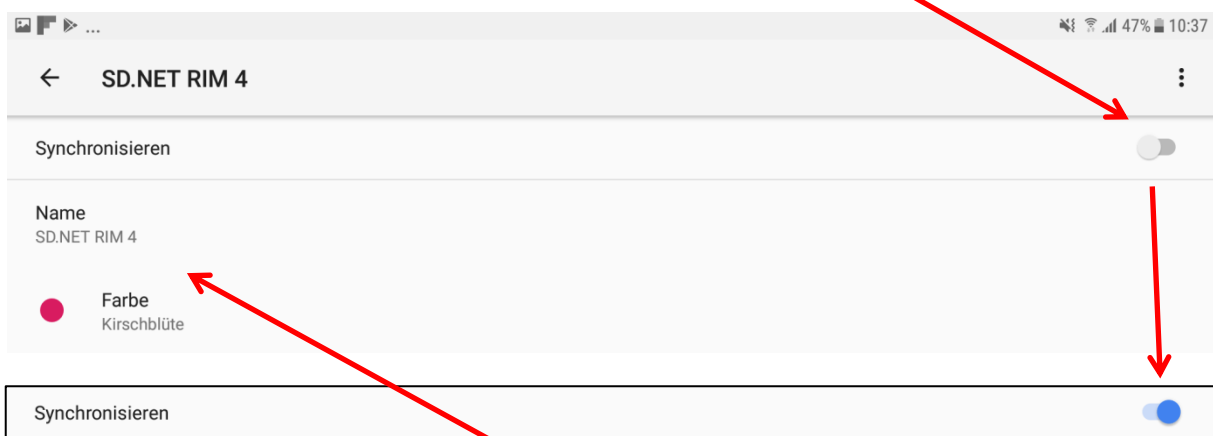 ... 47% 10:37
SD.NET RIM 4
Synchronisieren
Name
SD.NET RIM 4
Farbe
Kirschblüte
Synchronisieren